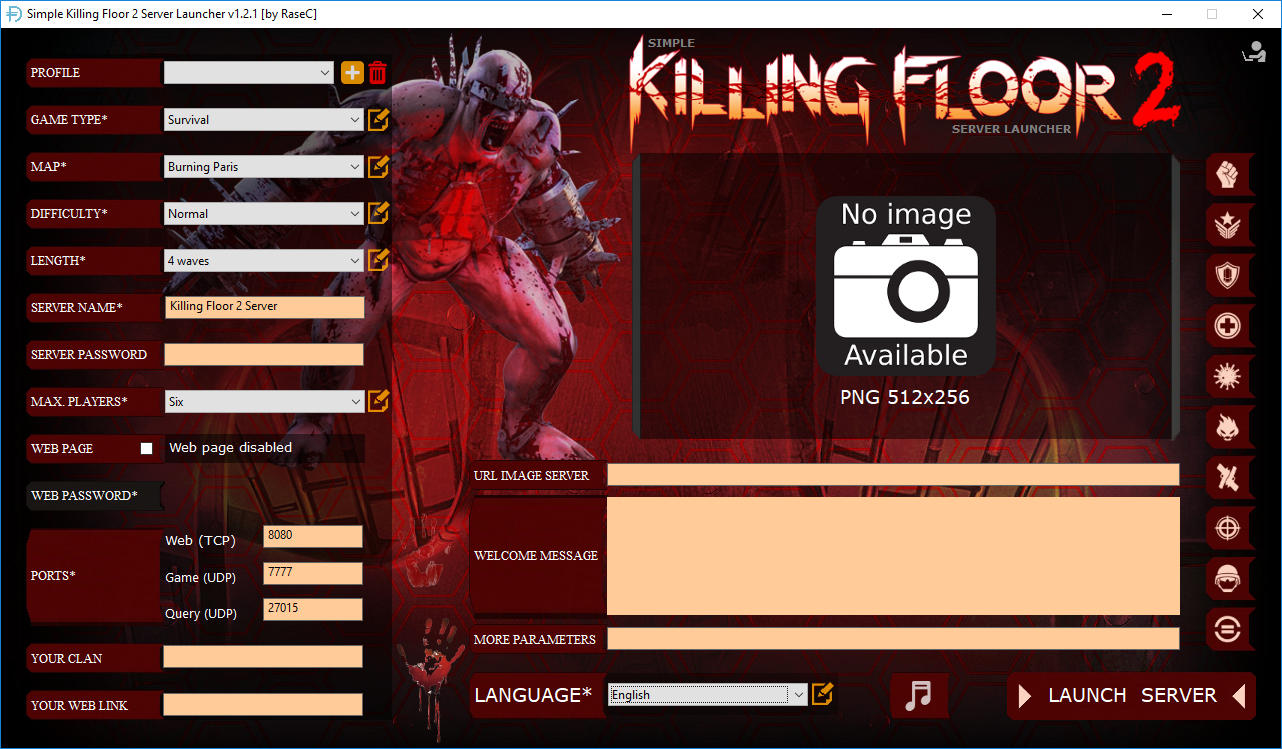 Simple Killing Floor 2 Server Launcher v1.2.1 [by RaseC]
SIMPLE
KILLING FLOOR 2
SERVER LAUNCHER
PROFILE
GAME TYPE* Survival
MAP* Burning Paris
DIFFICULTY* Normal
LENGTH* 4 waves
SERVER NAME* Killing Floor 2 Server
SERVER PASSWORD
MAX. PLAYERS* Six
WEB PAGE Web page disabled
WEB PASSWORD*
PORTS*
Web (TCP) 8080
Game (UDP) 7777
Query (UDP) 27015
YOUR CLAN
YOUR WEB LINK
No image
Available
PNG 512x256
URL IMAGE SERVER
WELCOME MESSAGE
MORE PARAMETERS
LANGUAGE* English
LAUNCH SERVER